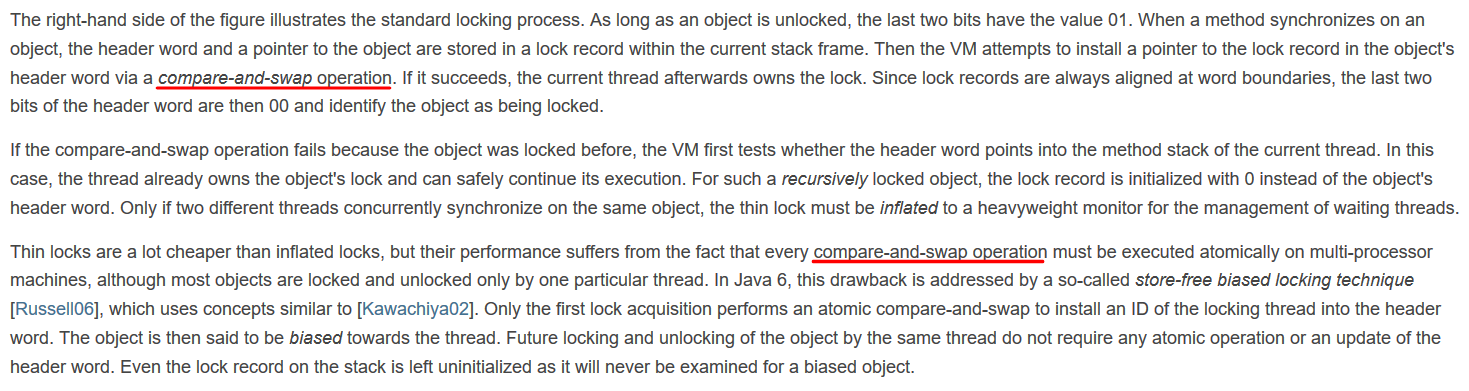 The right-hand side of the figure illustrates the standard locking process. As long as an object is unlocked, the last two bits have the value 01. When a method synchronizes on an
object, the header word and a pointer to the object are stored in a lock record within the current stack frame. Then the VM attempts to install a pointer to the lock record in the object's
header word via a compare-and-swap operation. If it succeeds, the current thread afterwards owns the lock. Since lock records are always aligned at word boundaries, the last two
bits of the header word are then 00 and identify the object as being locked.
If the compare-and-swap operation fails because the object was locked before, the VM first tests whether the header word points into the method stack of the current thread. In this
case, the thread already owns the object's lock and can safely continue its execution. For such a recursively locked object, the lock record is initialized with 0 instead of the object's
header word. Only if two different threads concurrently synchronize on the same object, the thin lock must be inflated to a heavyweight monitor for the management of waiting threads.
Thin locks are a lot cheaper than inflated locks, but their performance suffers from the fact that every compare-and-swap operation must be executed atomically on multi-processor
machines, although most objects are locked and unlocked only by one particular thread. In Java 6, this drawback is addressed by a so-called store-free biased locking technique
[Russell06], which uses concepts similar to [Kawachiya02]. Only the first lock acquisition performs an atomic compare-and-swap to install an ID of the locking thread into the header
word. The object is then said to be biased towards the thread. Future locking and unlocking of the object by the same thread do not require any atomic operation or an update of the
header word. Even the lock record on the stack is left uninitialized as it will never be examined for a biased object.